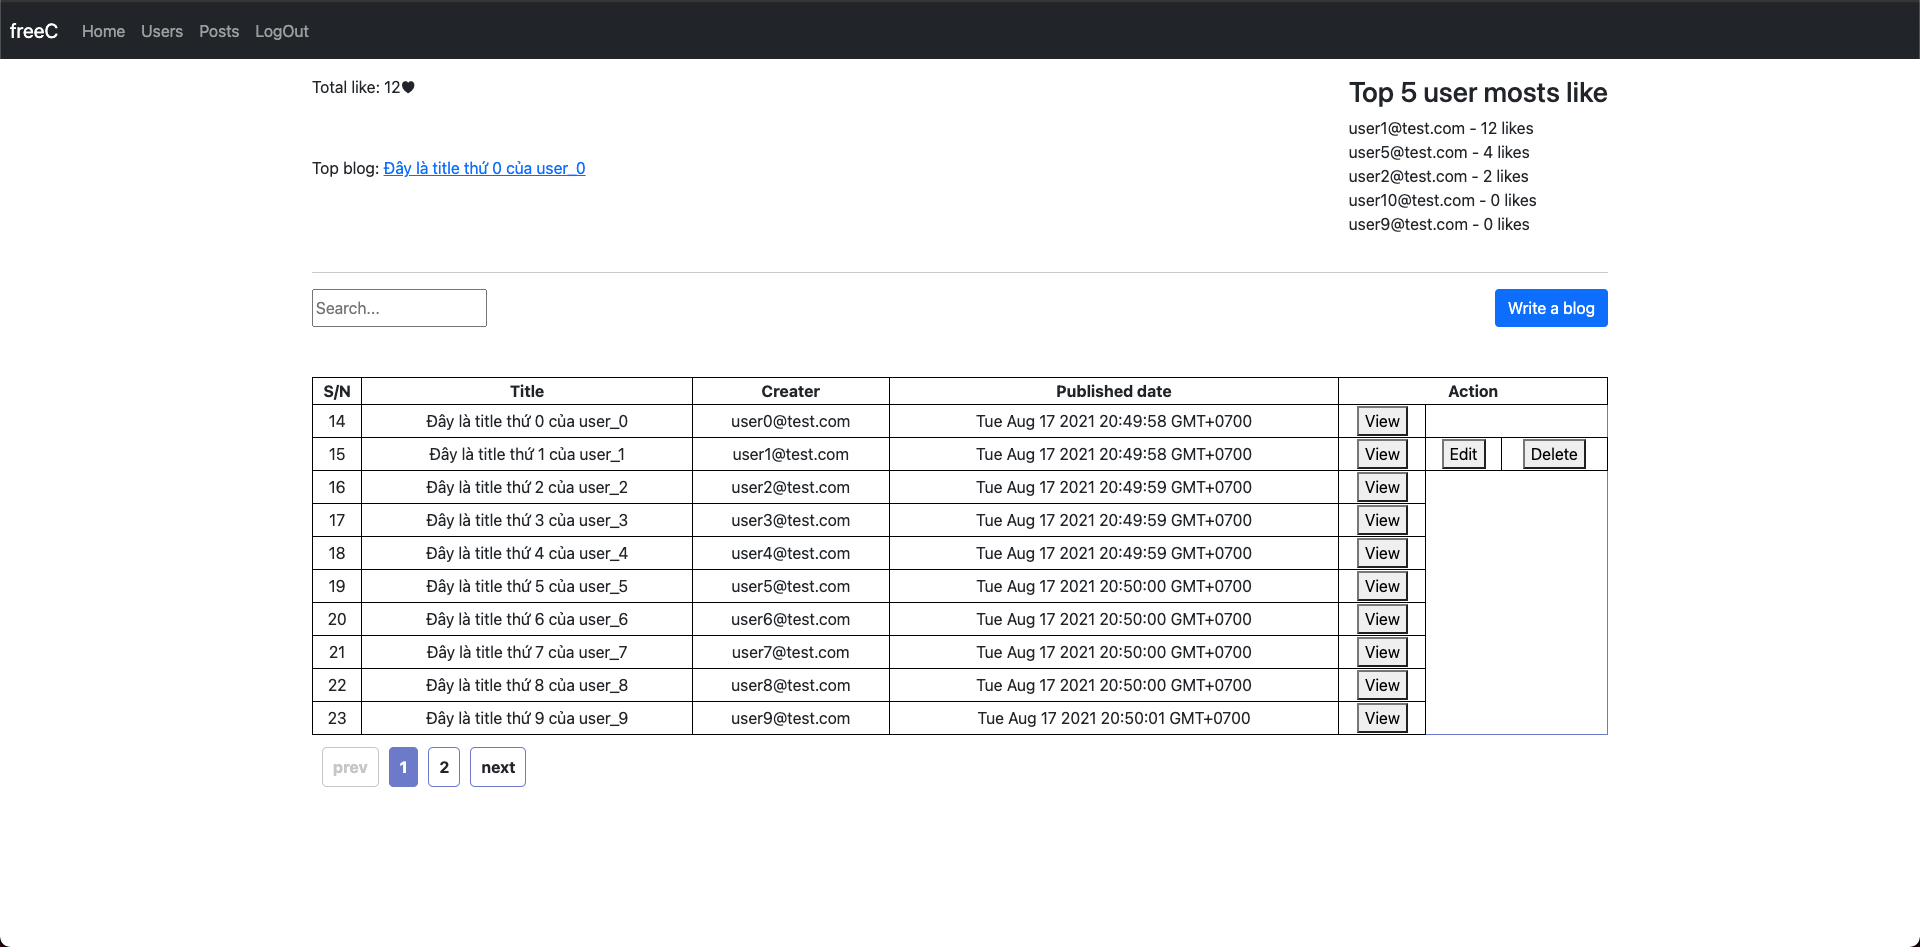 freeC Home Users Posts LogOut
Total like: 12♥
Top blog: Đây là title thứ 0 của user_0
Top 5 user mosts like
user1@test.com - 12 likes
user5@test.com - 4 likes
user2@test.com - 2 likes
user10@test.com - 0 likes
user9@test.com - 0 likes
Search...
Write a blog
S/N Title Creater Published date Action
14 Đây là title thứ 0 của user_0 user0@test.com Tue Aug 17 2021 20:49:58 GMT+0700 View
15 Đây là title thứ 1 của user_1 user1@test.com Tue Aug 17 2021 20:49:58 GMT+0700 View Edit Delete
16 Đây là title thứ 2 của user_2 user2@test.com Tue Aug 17 2021 20:49:59 GMT+0700 View
17 Đây là title thứ 3 của user_3 user3@test.com Tue Aug 17 2021 20:49:59 GMT+0700 View
18 Đây là title thứ 4 của user_4 user4@test.com Tue Aug 17 2021 20:49:59 GMT+0700 View
19 Đây là title thứ 5 của user_5 user5@test.com Tue Aug 17 2021 20:50:00 GMT+0700 View
20 Đây là title thứ 6 của user_6 user6@test.com Tue Aug 17 2021 20:50:00 GMT+0700 View
21 Đây là title thứ 7 của user_7 user7@test.com Tue Aug 17 2021 20:50:00 GMT+0700 View
22 Đây là title thứ 8 của user_8 user8@test.com Tue Aug 17 2021 20:50:00 GMT+0700 View
23 Đây là title thứ 9 của user_9 user9@test.com Tue Aug 17 2021 20:50:01 GMT+0700 View
prev 1 2 next